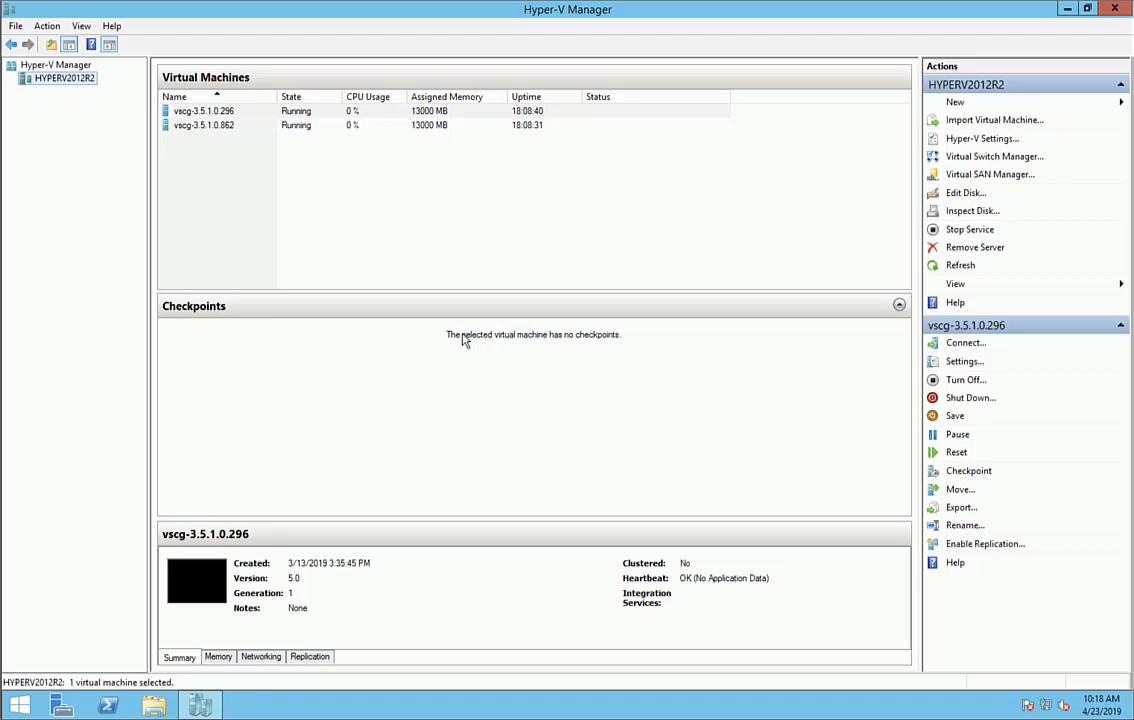 Hyper-V Manager
File Action View Help
Hyper-V Manager
HYPERV2012R2
Virtual Machines
Name State CPU Usage Assigned Memory Uptime Status
vscg-3.5.1.0.296 Running 0 % 13000 MB 18:08:40
vscg-3.5.1.0.862 Running 0 % 13000 MB 18:08:31
Checkpoints
The selected virtual machine has no checkpoints.
vscg-3.5.1.0.296
Created: 3/13/2019 3:35:45 PM Clustered: No
Version: 5.0 Heartbeat: OK (No Application Data)
Generation: 1 Integration
Services:
Notes: None
Summary Memory Networking Replication
Actions
HYPERV2012R2
New
Import Virtual Machine...
Hyper-V Settings...
Virtual Switch Manager...
Virtual SAN Manager...
Edit Disk...
Inspect Disk...
Stop Service
Remove Server
Refresh
View
Help
vscg-3.5.1.0.296
Connect...
Settings...
Turn Off...
Shut Down...
Save
Pause
Reset
Checkpoint
Move...
Export...
Rename...
Enable Replication...
Help
HYPERV2012R2: 1 virtual machine selected.
10:18 AM
4/23/2019